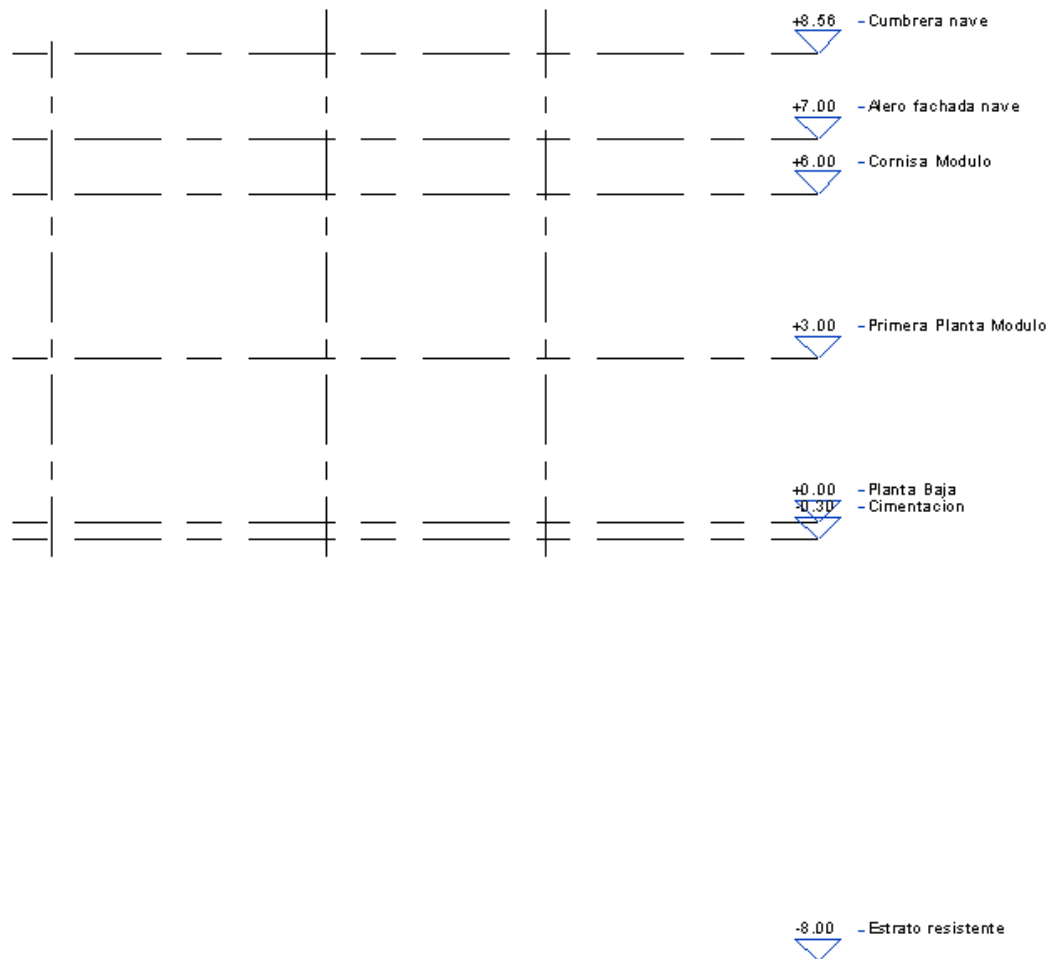 +8.56 -Cumbrera nave
+7.00 -Alero fachada nave
+6.00 -Cornisa Modulo
+3.00 -Primera Planta Modulo
+0.00 -Planta Baja
-0.30 -Cimentacion
-8.00 -Estrato resistente